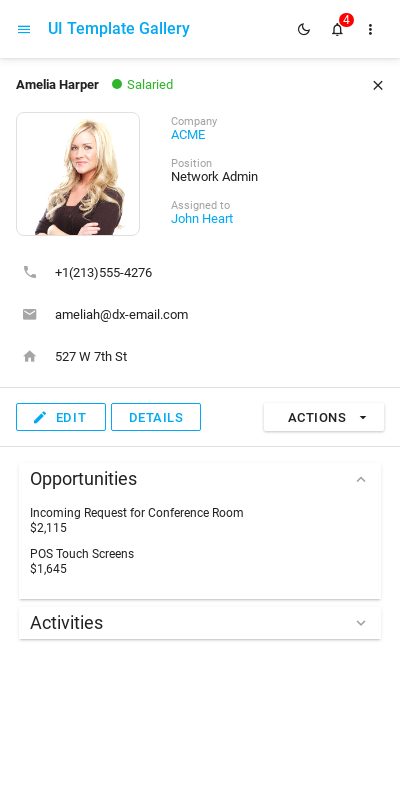 UI Template Gallery
4
Amelia Harper
Salaried
Company
ACME
Position
Network Admin
Assigned to
John Heart
+1(213)555-4276
ameliah@dx-email.com
527 W 7th St
EDIT
DETAILS
ACTIONS
Opportunities
Incoming Request for Conference Room
$2,115
POS Touch Screens
$1,645
Activities